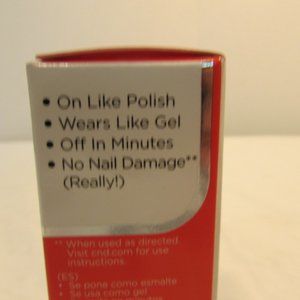 • On Like Polish
• Wears Like Gel
• Off In Minutes
• No Nail Damage**
(Really!)
** When used as directed.
Visit cnd.com for use
instructions.
(ES)
• Se pone como esmalte
• Se usa como gel